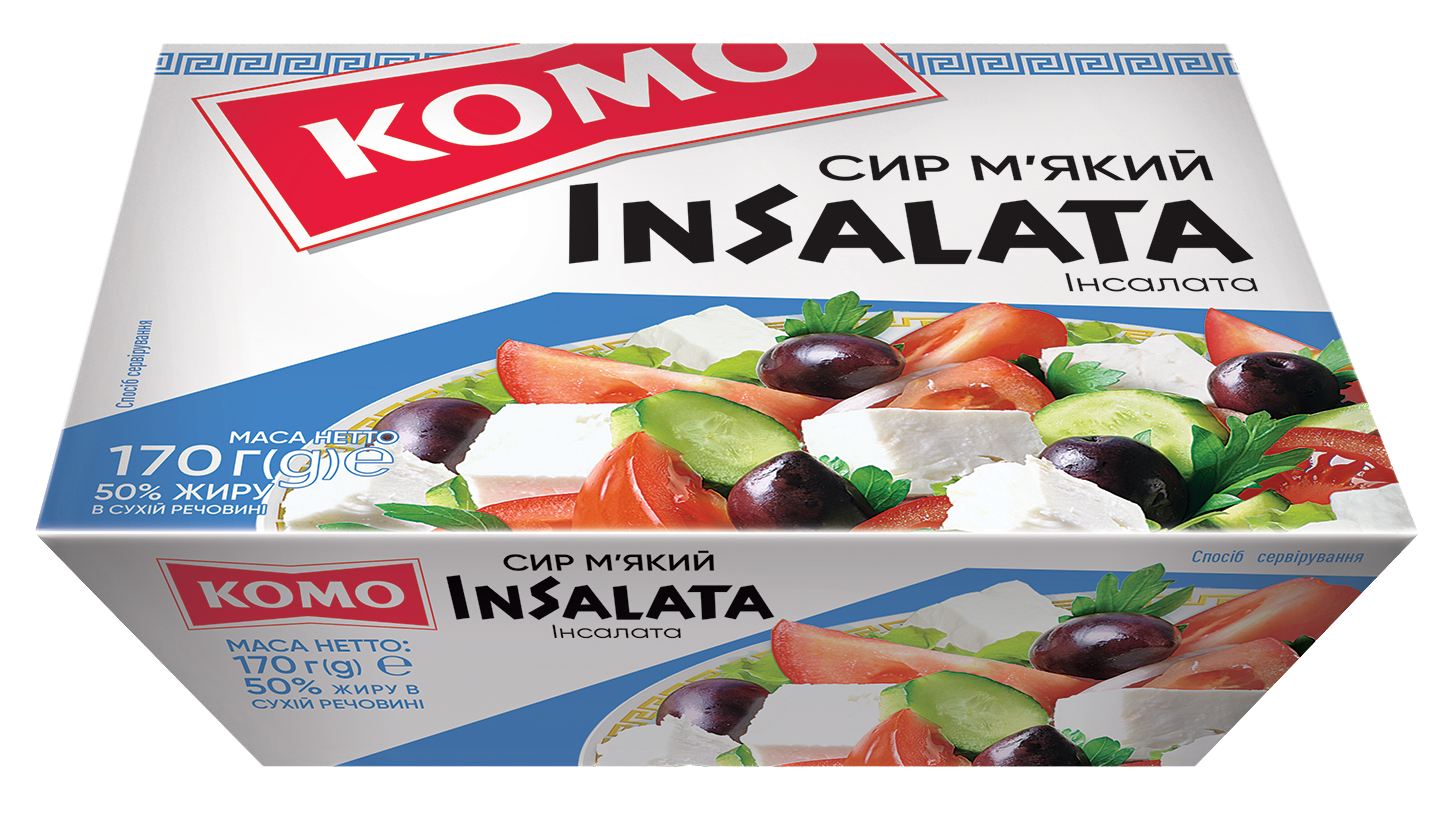 КОМО
СИР М'ЯКИЙ
INSALATA
Інсалата
Спосіб сервірування
МАСА НЕТТО
170 г(g) ℮
50% ЖИРУ
В СУХІЙ РЕЧОВИНІ
КОМО
СИР М'ЯКИЙ
INSALATA
Інсалата
Спосіб сервірування
МАСА НЕТТО:
170 г(g) ℮
50% ЖИРУ В
СУХІЙ РЕЧОВИНІ